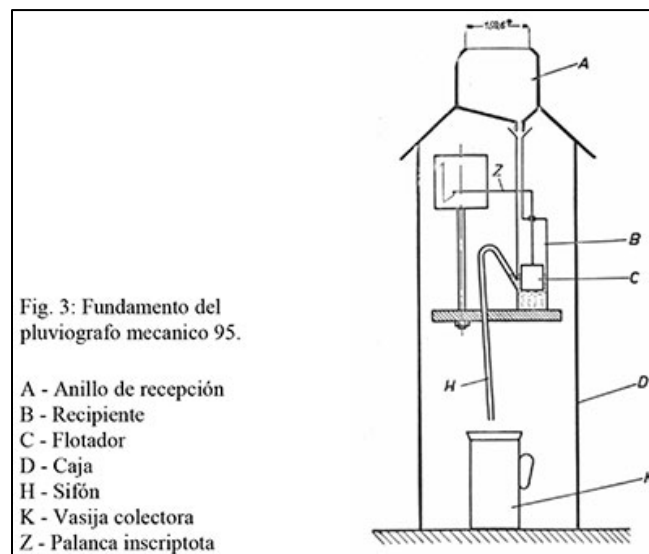 A
Z
B
C
Fig. 3: Fundamento del
pluviografo mecanico 95.
H
D
A - Anillo de recepción
B - Recipiente
C - Flotador
D - Caja
H - Sifón
K - Vasija colectora
Z - Palanca inscriptota
K